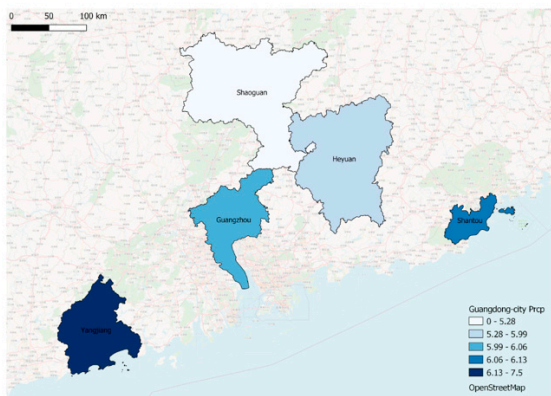 0 50 100 km
Shaoguan
Heyuan
Guangzhou
Shantou
Yangjiang
Guangdong-city Prcp
0 - 5.28
5.28 - 5.99
5.99 - 6.06
6.06 - 6.13
6.13 - 7.5
OpenStreetMap